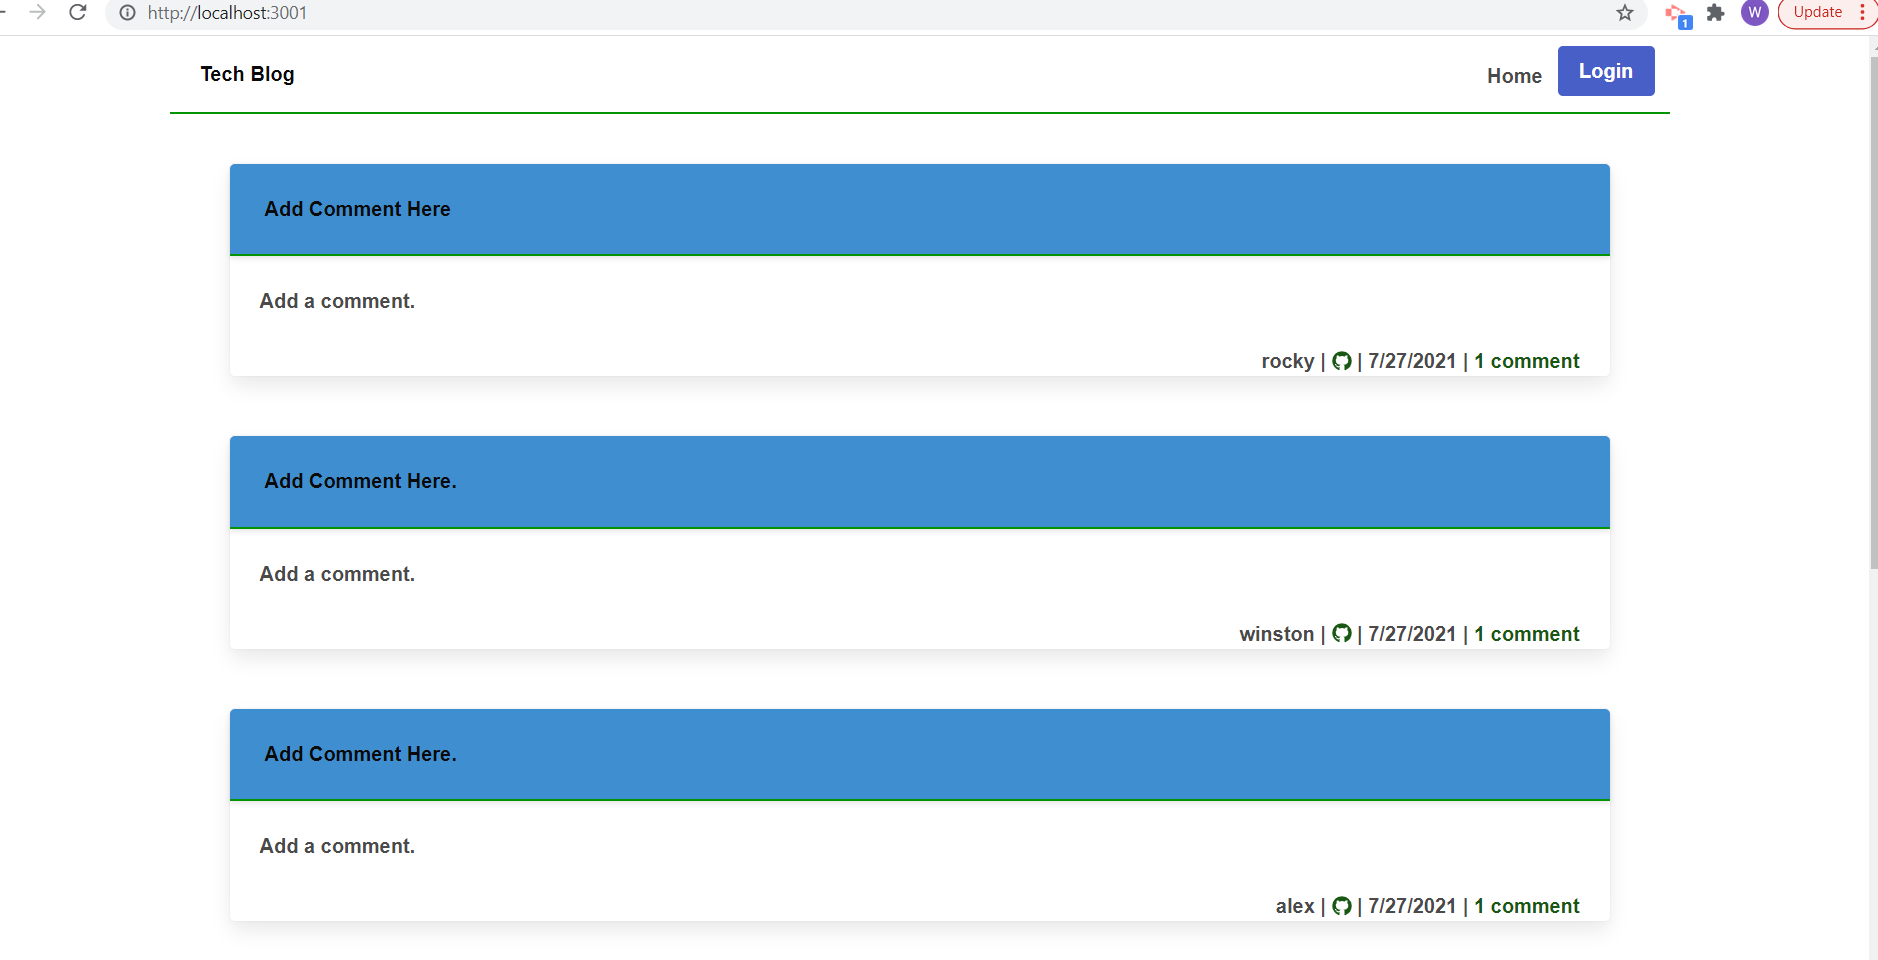 http://localhost:3001
1
W
Update
Tech Blog
Home
Login
Add Comment Here
Add a comment.
rocky | | 7/27/2021 | 1 comment
Add Comment Here.
Add a comment.
winston | | 7/27/2021 | 1 comment
Add Comment Here.
Add a comment.
alex | | 7/27/2021 | 1 comment